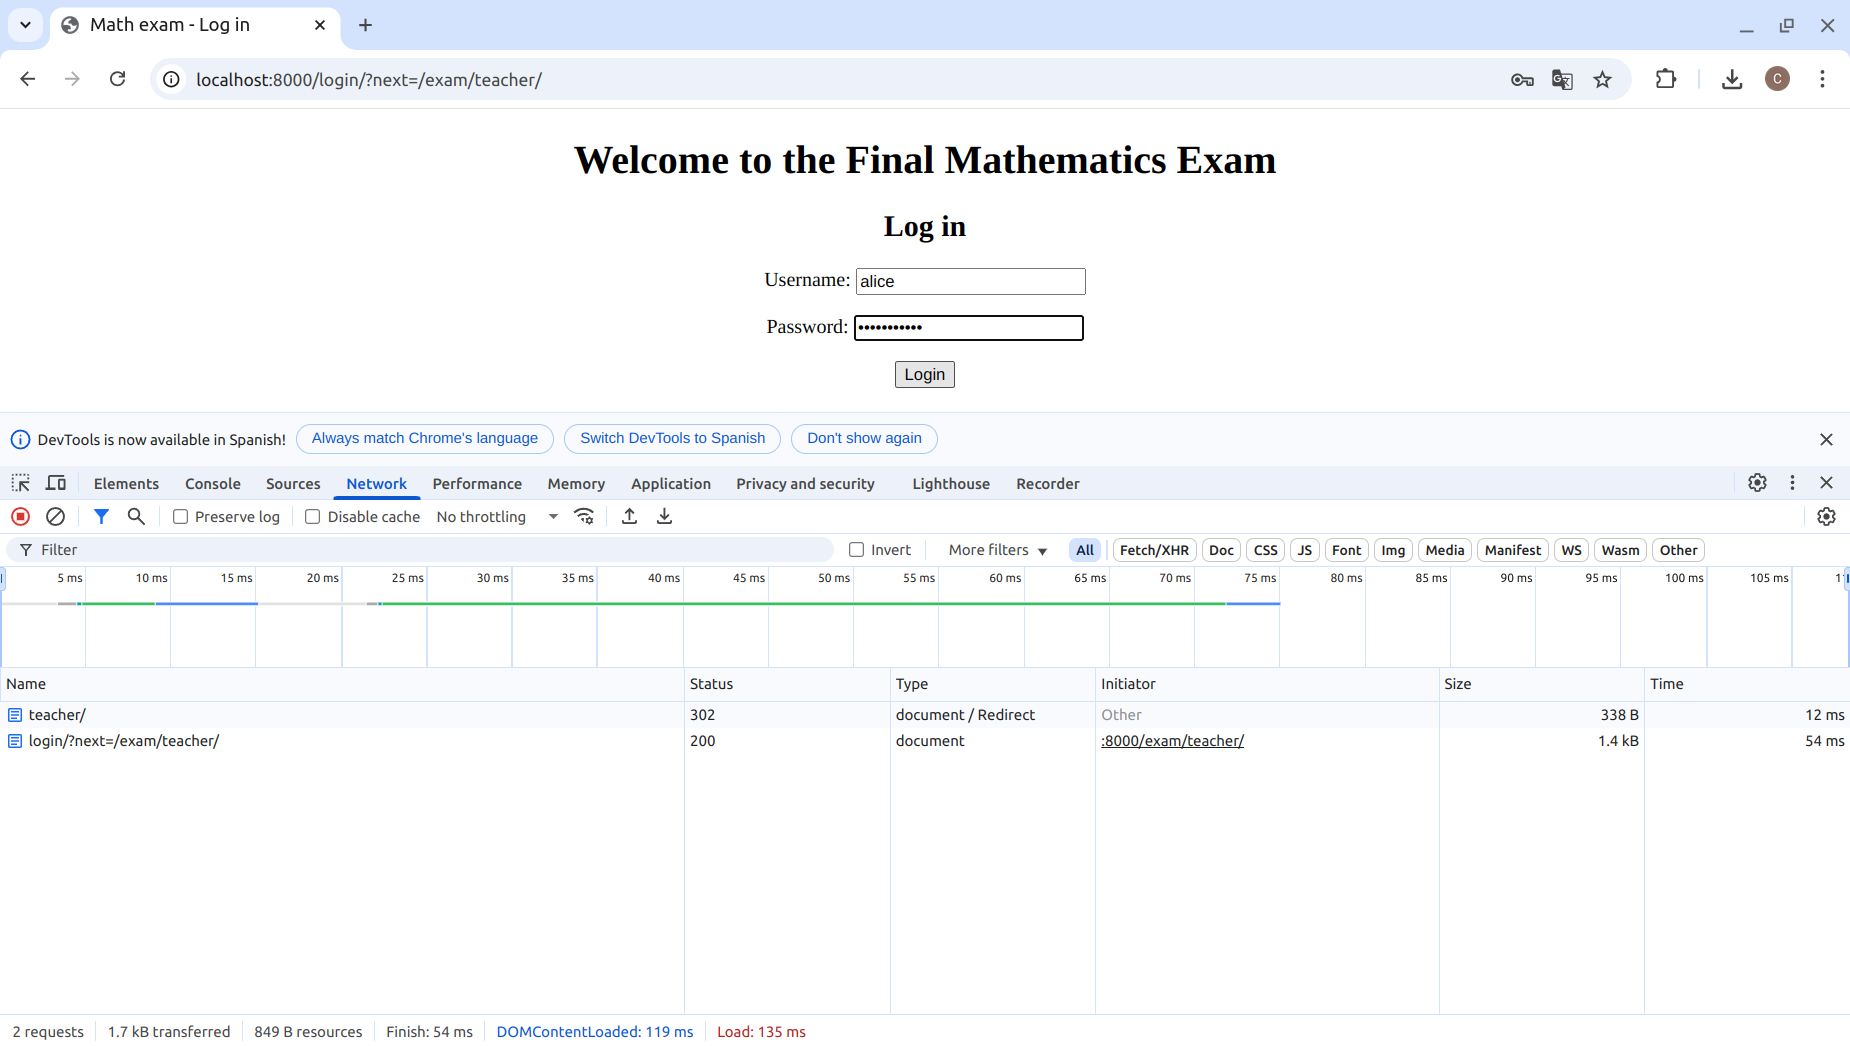 Math exam - Log in
localhost:8000/login/?next=/exam/teacher/
C
Welcome to the Final Mathematics Exam
Log in
Username: alice
Password: •••••••••••
Login
DevTools is now available in Spanish! Always match Chrome's language Switch DevTools to Spanish Don't show again
Elements Console Sources Network Performance Memory Application Privacy and security Lighthouse Recorder
Preserve log Disable cache No throttling
Filter Invert More filters All Fetch/XHR Doc CSS JS Font Img Media Manifest WS Wasm Other
5 ms 10 ms 15 ms 20 ms 25 ms 30 ms 35 ms 40 ms 45 ms 50 ms 55 ms 60 ms 65 ms 70 ms 75 ms 80 ms 85 ms 90 ms 95 ms 100 ms 105 ms
Name Status Type Initiator Size Time
teacher/ 302 document / Redirect Other 338 B 12 ms
login/?next=/exam/teacher/ 200 document :8000/exam/teacher/ 1.4 kB 54 ms
2 requests 1.7 kB transferred 849 B resources Finish: 54 ms DOMContentLoaded: 119 ms Load: 135 ms